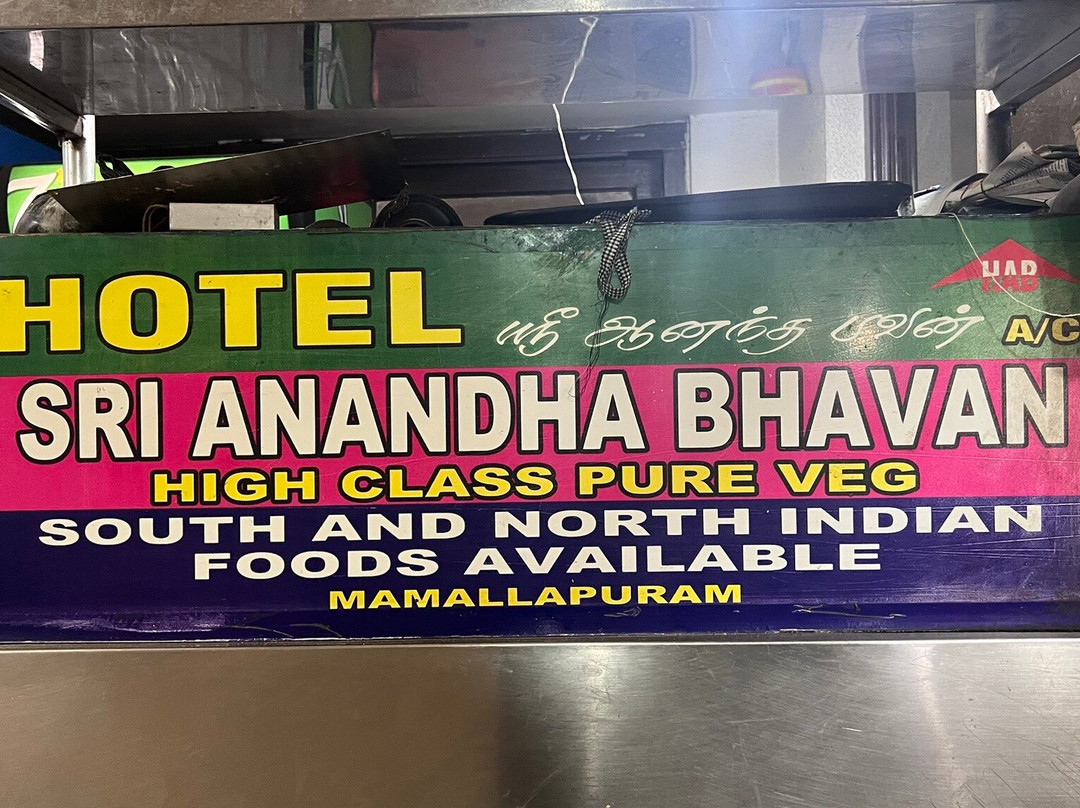 HAB
HOTEL ஸ்ரீ ஆனந்த பவன் A/C
SRI ANANDHA BHAVAN
HIGH CLASS PURE VEG
SOUTH AND NORTH INDIAN
FOODS AVAILABLE
MAMALLAPURAM